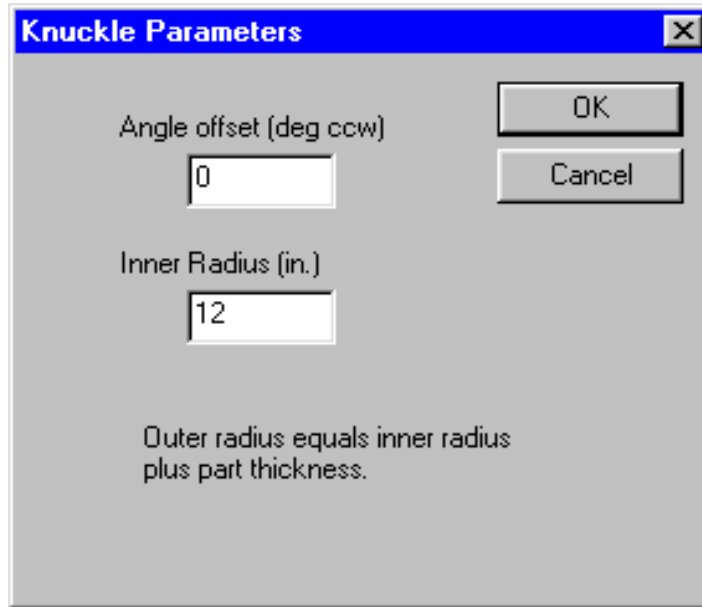 Knuckle Parameters
OK
Angle offset (deg ccw)
0
Cancel
Inner Radius (in.)
12
Outer radius equals inner radius
plus part thickness.